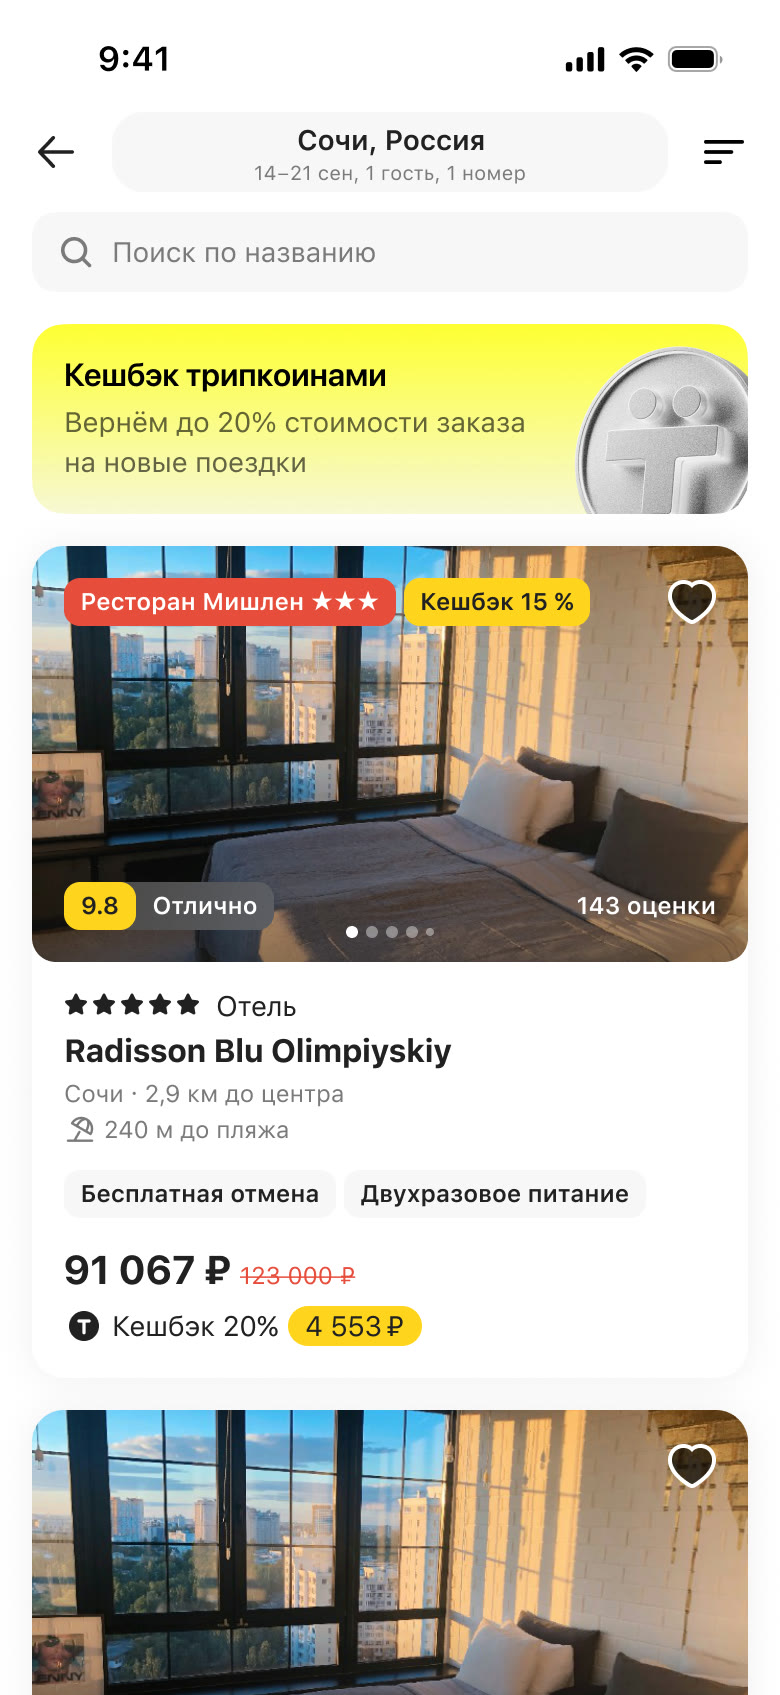 9:41
Сочи, Россия
14–21 сен, 1 гость, 1 номер
Поиск по названию
Кешбэк трипкоинами
Вернём до 20% стоимости заказа
на новые поездки
Ресторан Мишлен ★★★ Кешбэк 15 %
9.8 Отлично 143 оценки
★★★★★ Отель
Radisson Blu Olimpiyskiy
Сочи · 2,9 км до центра
240 м до пляжа
Бесплатная отмена Двухразовое питание
91 067 ₽ 123 000 ₽
T Кешбэк 20% 4 553 ₽